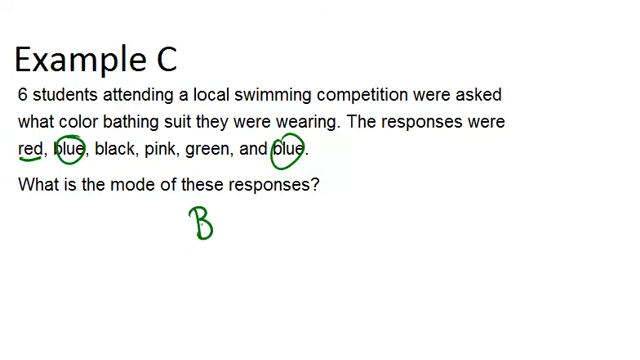 Example C
6 students attending a local swimming competition were asked
what color bathing suit they were wearing. The responses were
red, blue, black, pink, green, and blue.
What is the mode of these responses?
B